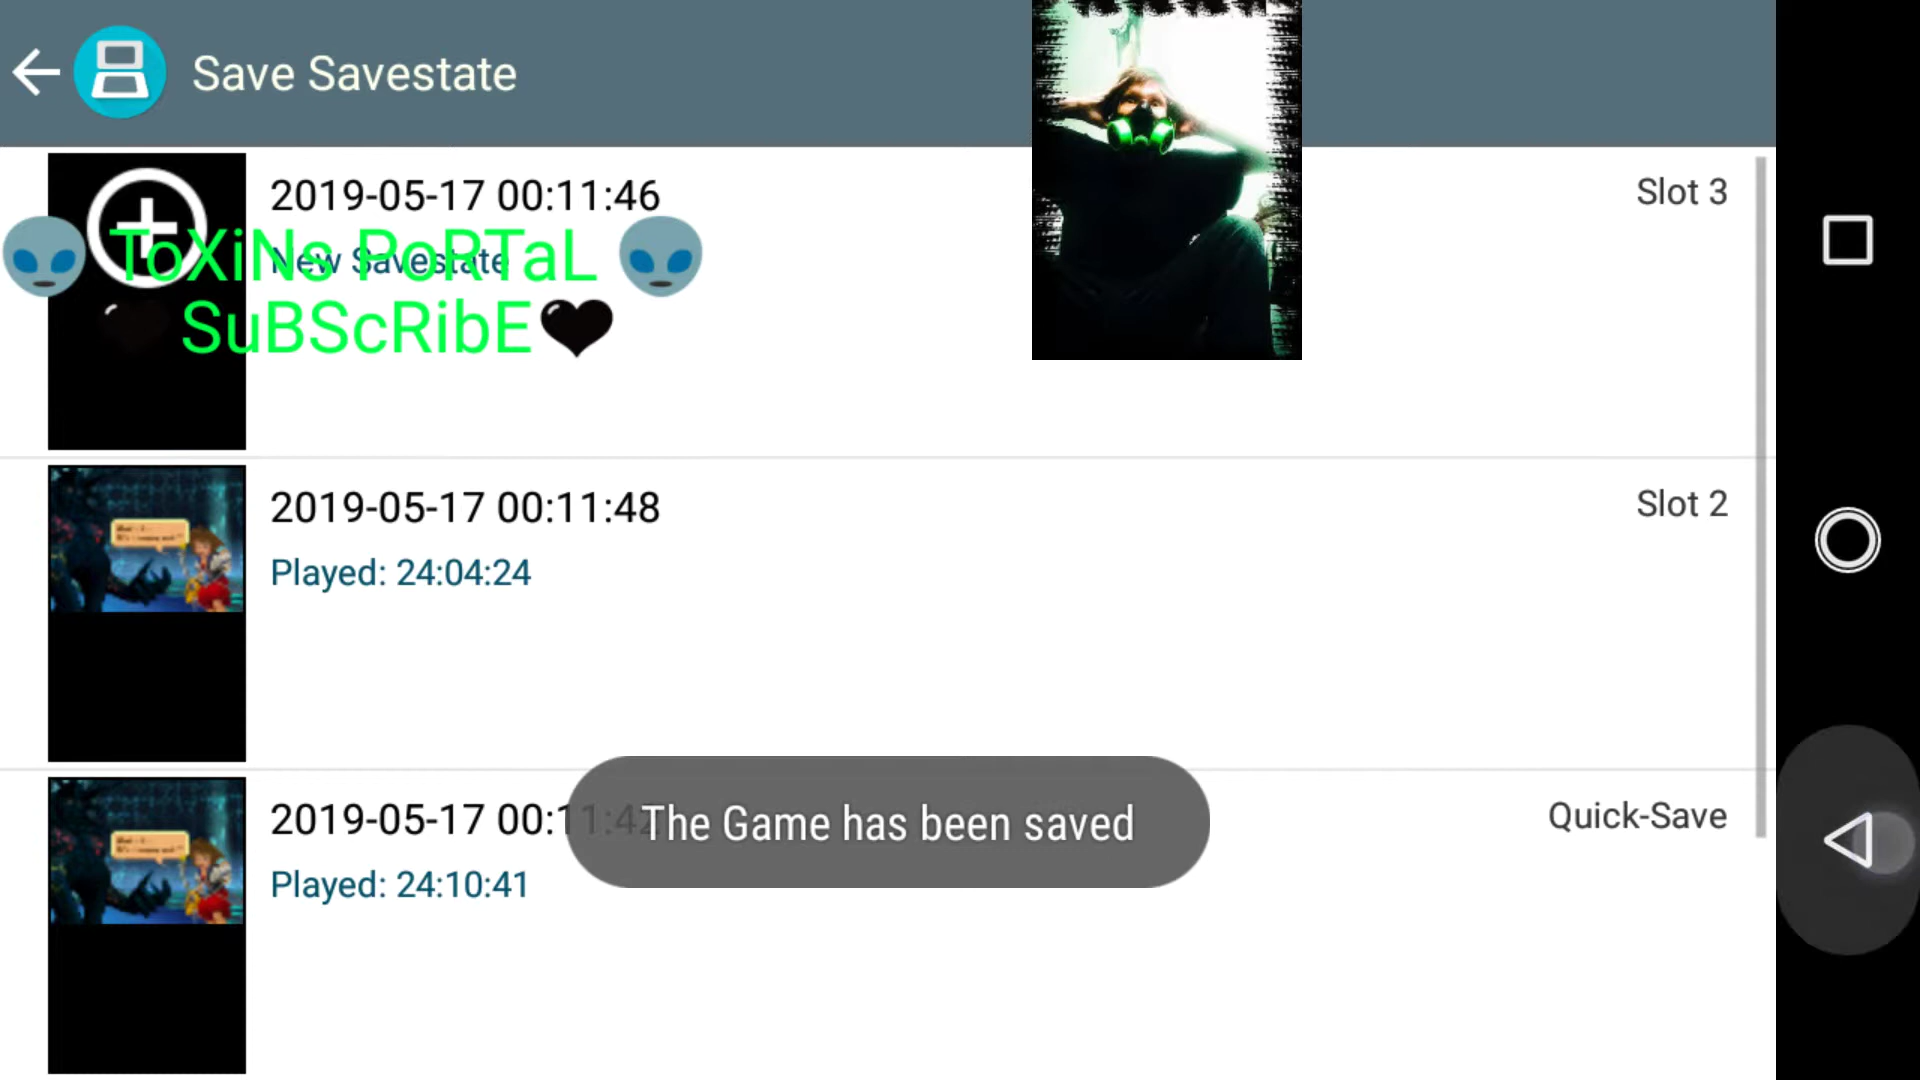 Save Savestate
2019-05-17 00:11:46
Slot 3
New Savestate
ToXiNs PoRTaL
SuBScRibE
2019-05-17 00:11:48
Slot 2
Played: 24:04:24
2019-05-17 00:11:42
Quick-Save
The Game has been saved
Played: 24:10:41